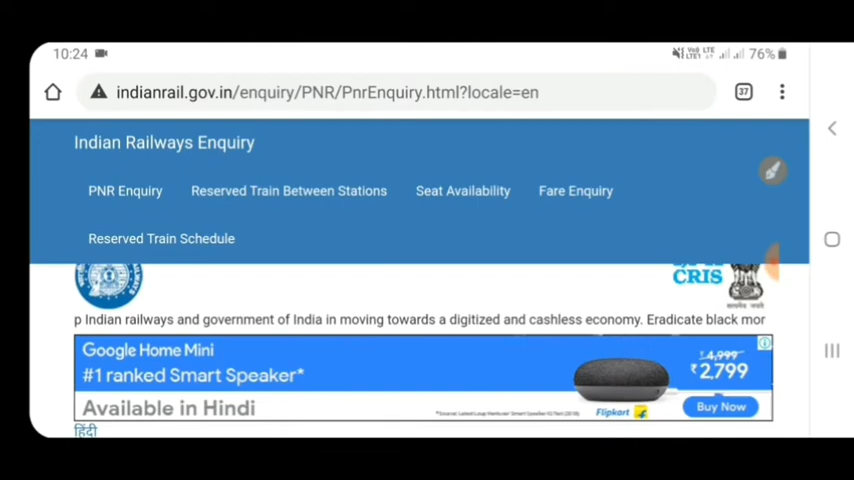 10:24
Vo)) LTE
LTE1
76%
indianrail.gov.in/enquiry/PNR/PnrEnquiry.html?locale=en
37
Indian Railways Enquiry
PNR Enquiry Reserved Train Between Stations Seat Availability Fare Enquiry
Reserved Train Schedule
CRIS
p Indian railways and government of India in moving towards a digitized and cashless economy. Eradicate black mor
Google Home Mini
#1 ranked Smart Speaker*
₹4,999
₹2,799
Available in Hindi
Flipkart
Buy Now
हिंदी